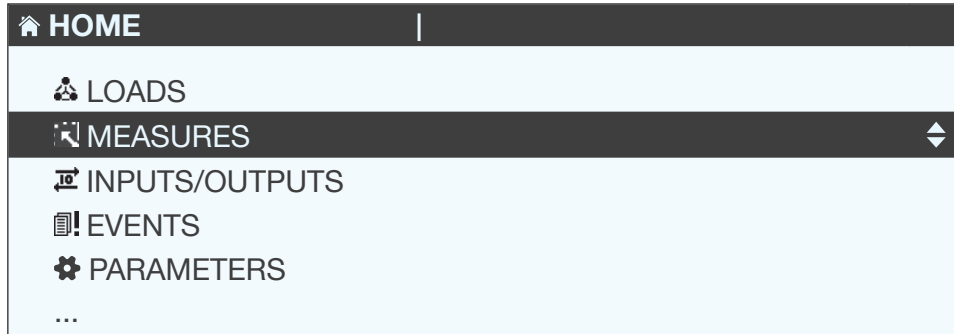 HOME |
LOADS
MEASURES
INPUTS/OUTPUTS
EVENTS
PARAMETERS
...